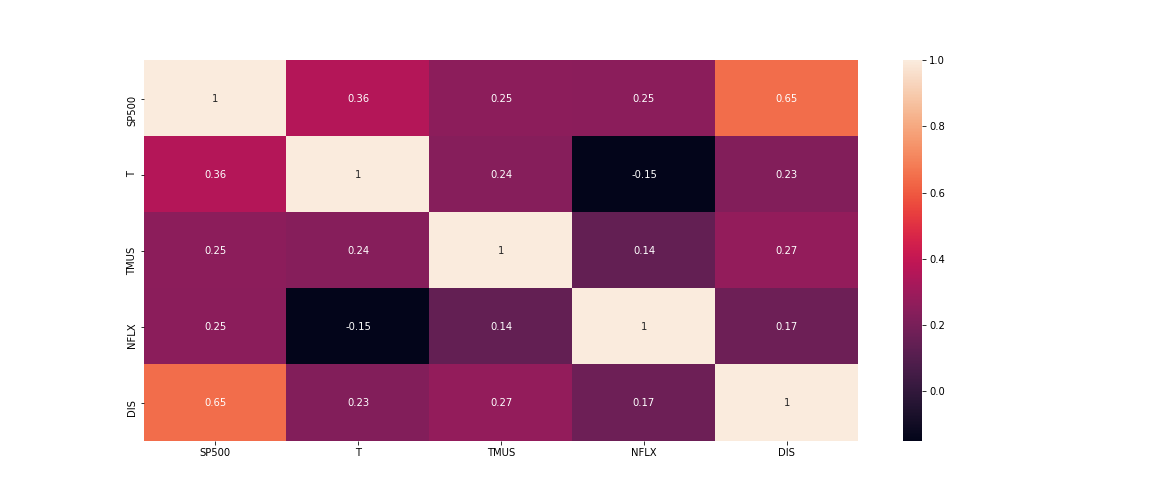 SP500 1 0.36 0.25 0.25 0.65
T 0.36 1 0.24 -0.15 0.23
TMUS 0.25 0.24 1 0.14 0.27
NFLX 0.25 -0.15 0.14 1 0.17
DIS 0.65 0.23 0.27 0.17 1
SP500 T TMUS NFLX DIS
1.0
0.8
0.6
0.4
0.2
0.0